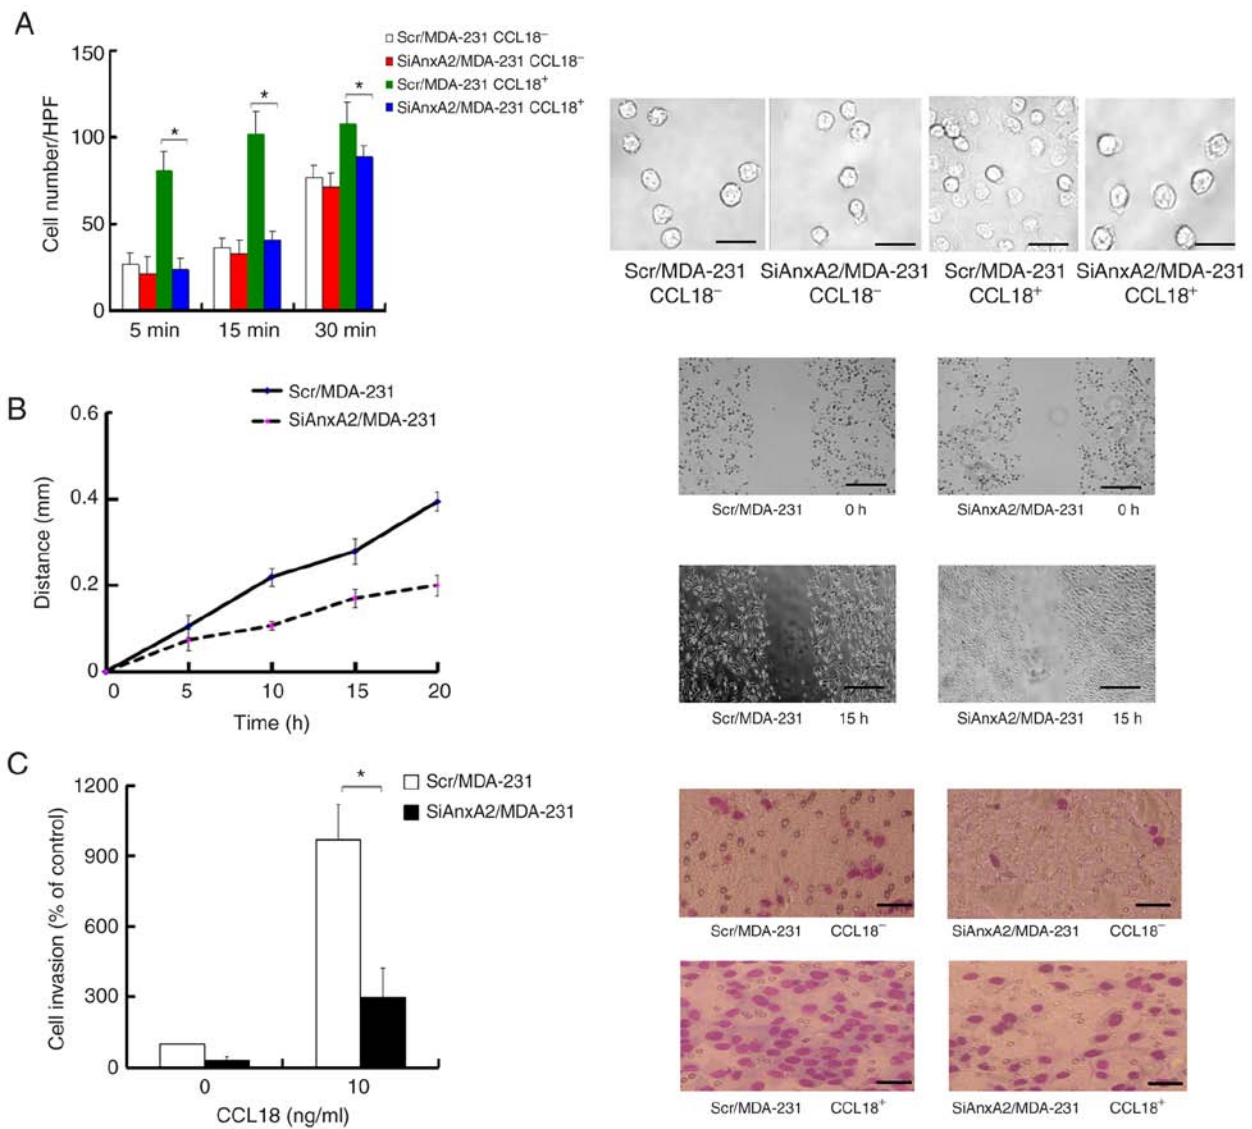 A
Scr/MDA-231 CCL18⁻
SiAnxA2/MDA-231 CCL18⁻
Scr/MDA-231 CCL18⁺
SiAnxA2/MDA-231 CCL18⁺
Cell number/HPF
150
100
50
0
* * *
5 min 15 min 30 min
Scr/MDA-231 SiAnxA2/MDA-231 Scr/MDA-231 SiAnxA2/MDA-231
CCL18⁻ CCL18⁻ CCL18⁺ CCL18⁺
B
Scr/MDA-231
SiAnxA2/MDA-231
Distance (mm)
0.6
0.4
0.2
0
0 5 10 15 20
Time (h)
Scr/MDA-231 0 h SiAnxA2/MDA-231 0 h
Scr/MDA-231 15 h SiAnxA2/MDA-231 15 h
C
Scr/MDA-231
SiAnxA2/MDA-231
Cell invasion (% of control)
1200
900
600
300
0
*
0 10
CCL18 (ng/ml)
Scr/MDA-231 CCL18⁻ SiAnxA2/MDA-231 CCL18⁻
Scr/MDA-231 CCL18⁺ SiAnxA2/MDA-231 CCL18⁺